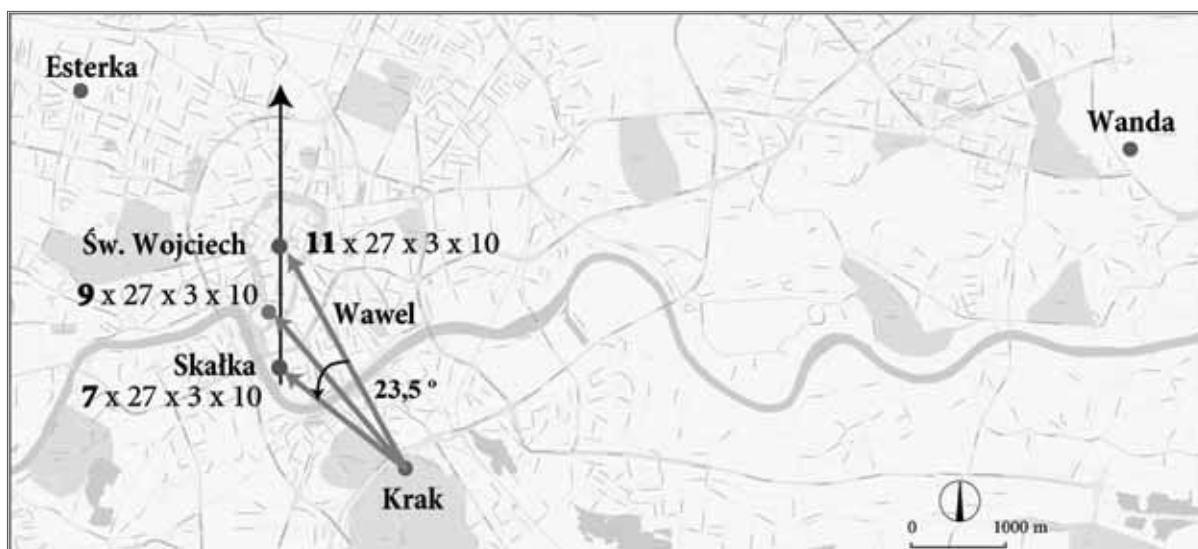 Esterka
Wanda
Św. Wojciech
11 x 27 x 3 x 10
9 x 27 x 3 x 10
Wawel
Skałka
7 x 27 x 3 x 10
23,5 °
Krak
0 1000 m